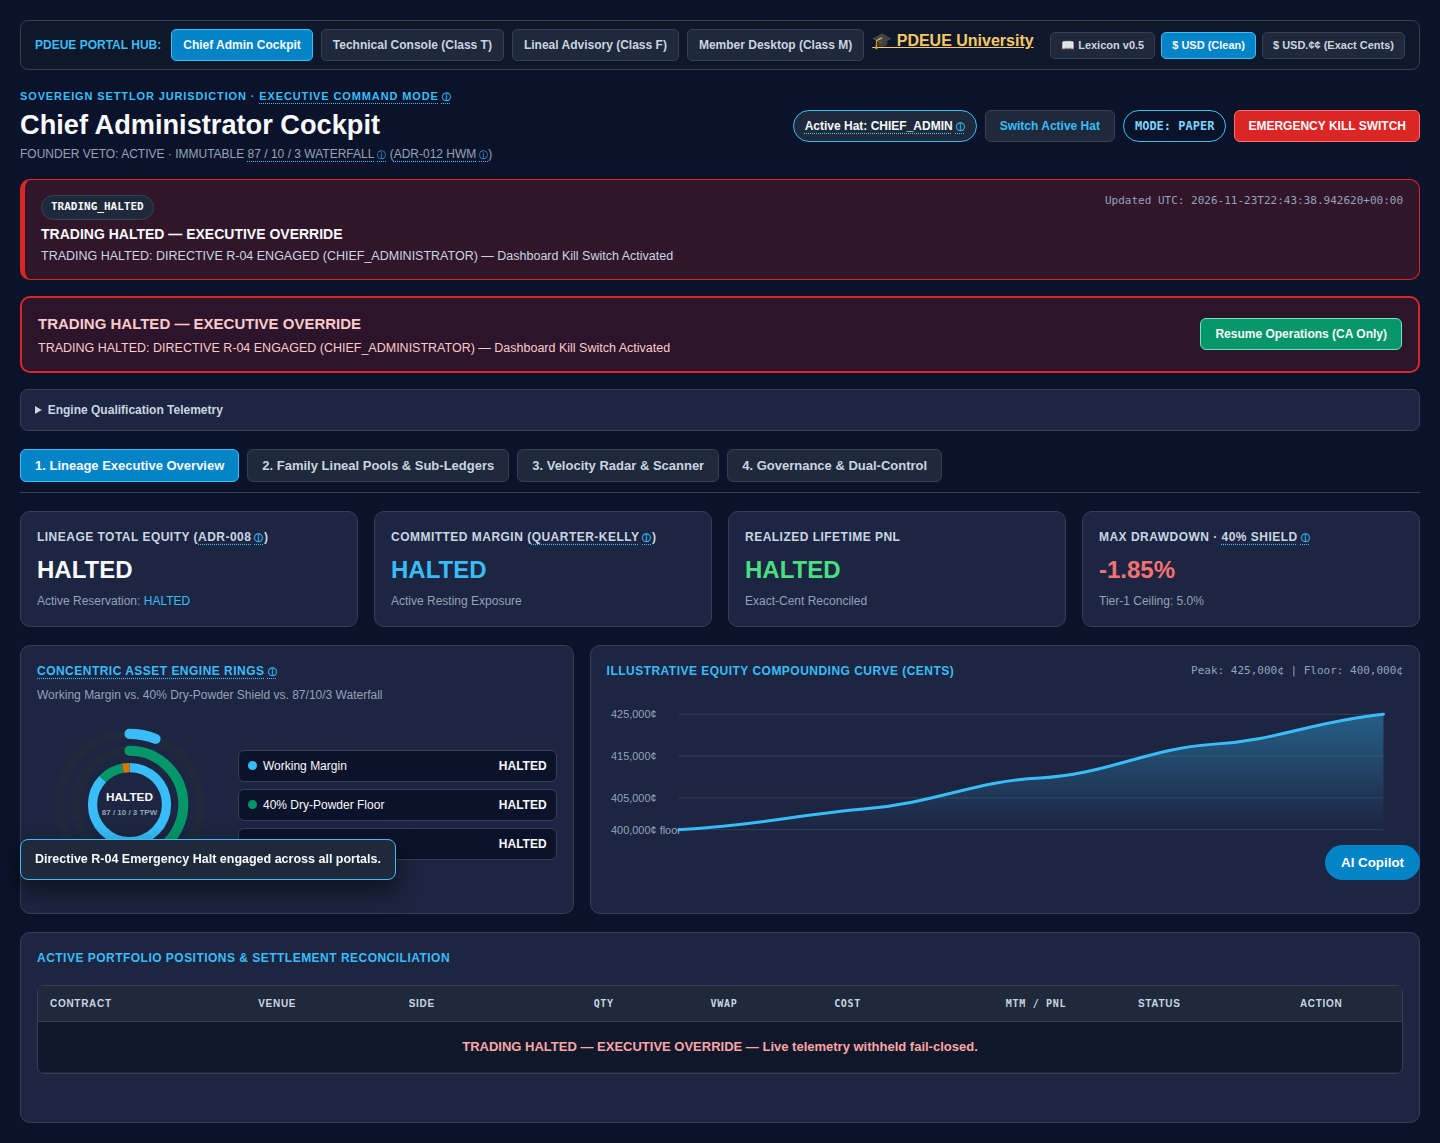 PDEUE PORTAL HUB: Chief Admin Cockpit Technical Console (Class T) Lineal Advisory (Class F) Member Desktop (Class M) 🎓 PDEUE University 📖 Lexicon v0.5 $ USD (Clean) $ USD.¢¢ (Exact Cents)
SOVEREIGN SETTLOR JURISDICTION · EXECUTIVE COMMAND MODE ⓘ
Chief Administrator Cockpit
FOUNDER VETO: ACTIVE · IMMUTABLE 87 / 10 / 3 WATERFALL ⓘ (ADR-012 HWM ⓘ)
Active Hat: CHIEF_ADMIN ⓘ Switch Active Hat MODE: PAPER EMERGENCY KILL SWITCH
TRADING_HALTED
Updated UTC: 2026-11-23T22:43:38.942620+00:00
TRADING HALTED — EXECUTIVE OVERRIDE
TRADING HALTED: DIRECTIVE R-04 ENGAGED (CHIEF_ADMINISTRATOR) — Dashboard Kill Switch Activated
TRADING HALTED — EXECUTIVE OVERRIDE
TRADING HALTED: DIRECTIVE R-04 ENGAGED (CHIEF_ADMINISTRATOR) — Dashboard Kill Switch Activated
Resume Operations (CA Only)
▶ Engine Qualification Telemetry
1. Lineage Executive Overview 2. Family Lineal Pools & Sub-Ledgers 3. Velocity Radar & Scanner 4. Governance & Dual-Control
LINEAGE TOTAL EQUITY (ADR-008 ⓘ)
HALTED
Active Reservation: HALTED
COMMITTED MARGIN (QUARTER-KELLY ⓘ)
HALTED
Active Resting Exposure
REALIZED LIFETIME PNL
HALTED
Exact-Cent Reconciled
MAX DRAWDOWN · 40% SHIELD ⓘ
-1.85%
Tier-1 Ceiling: 5.0%
CONCENTRIC ASSET ENGINE RINGS ⓘ
Working Margin vs. 40% Dry-Powder Shield vs. 87/10/3 Waterfall
HALTED
87 / 10 / 3 TPW
Working Margin HALTED
40% Dry-Powder Floor HALTED
HALTED
Directive R-04 Emergency Halt engaged across all portals.
ILLUSTRATIVE EQUITY COMPOUNDING CURVE (CENTS)
Peak: 425,000¢ | Floor: 400,000¢
425,000¢
415,000¢
405,000¢
400,000¢ floor
AI Copilot
ACTIVE PORTFOLIO POSITIONS & SETTLEMENT RECONCILIATION
CONTRACT VENUE SIDE QTY VWAP COST MTM / PNL STATUS ACTION
TRADING HALTED — EXECUTIVE OVERRIDE — Live telemetry withheld fail-closed.